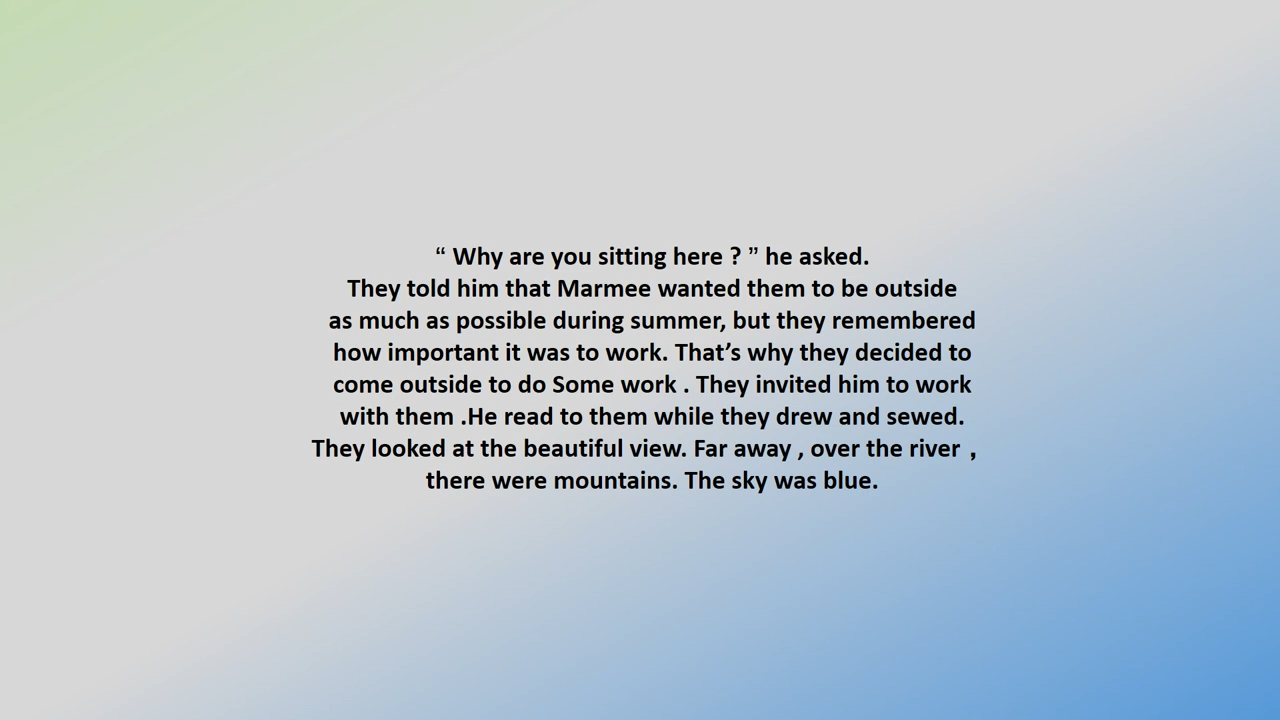 “ Why are you sitting here ? ” he asked.
They told him that Marmee wanted them to be outside
as much as possible during summer, but they remembered
how important it was to work. That’s why they decided to
come outside to do Some work . They invited him to work
with them .He read to them while they drew and sewed.
They looked at the beautiful view. Far away , over the river ，
there were mountains. The sky was blue.